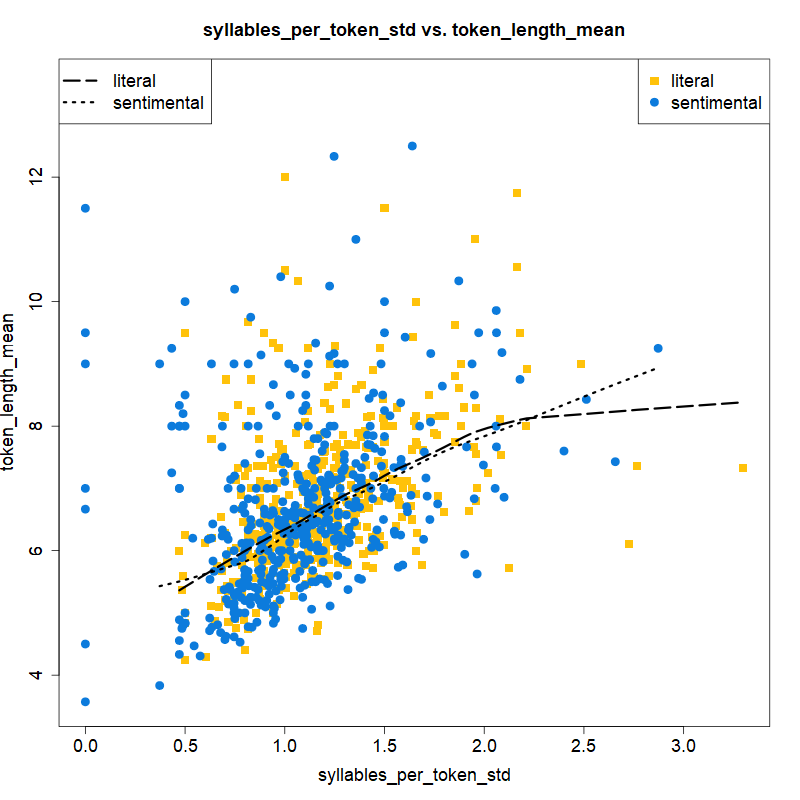 syllables_per_token_std vs. token_length_mean
literal
sentimental
literal
sentimental
token_length_mean
12
10
8
6
4
0.0 0.5 1.0 1.5 2.0 2.5 3.0
syllables_per_token_std